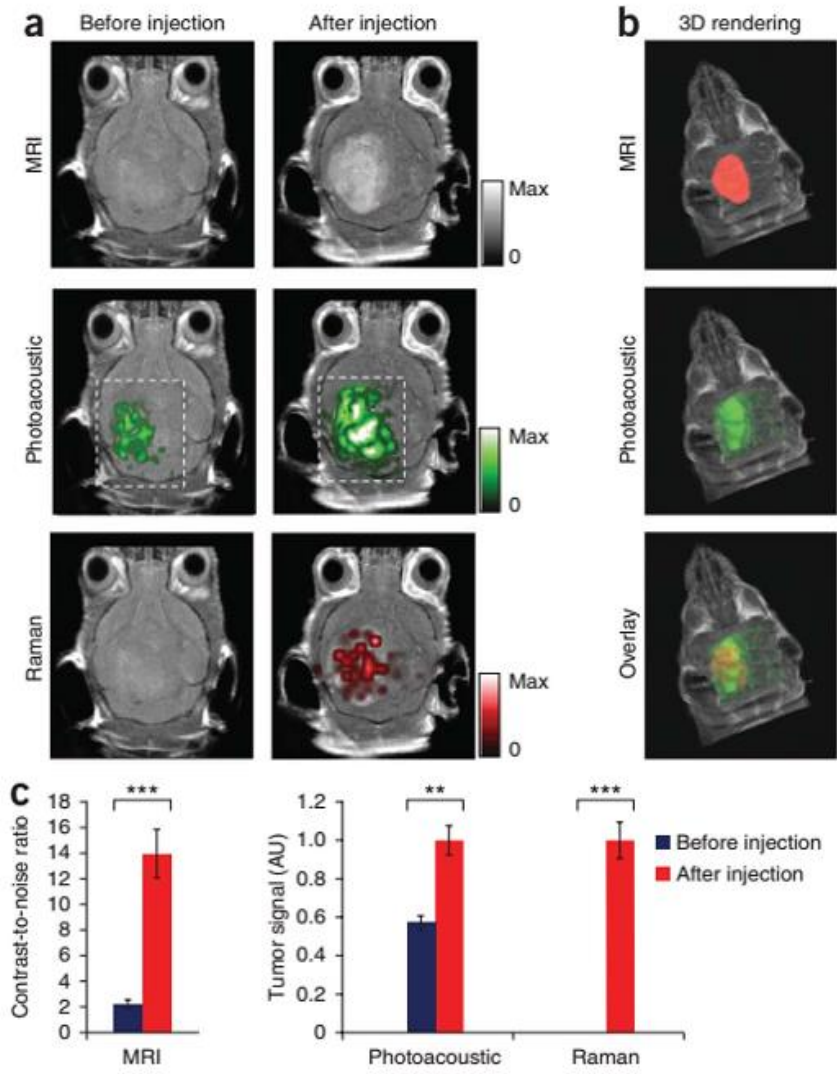 a Before injection After injection b 3D rendering
MRI Max 0 MRI
Photoacoustic Max 0 Photoacoustic
Raman Max 0 Overlay
c
Contrast-to-noise ratio
18
16
14
12
10
8
6
4
2
0
***
MRI
Tumor signal (AU)
1.2
1.0
0.8
0.6
0.4
0.2
0
** ***
Photoacoustic Raman
Before injection
After injection